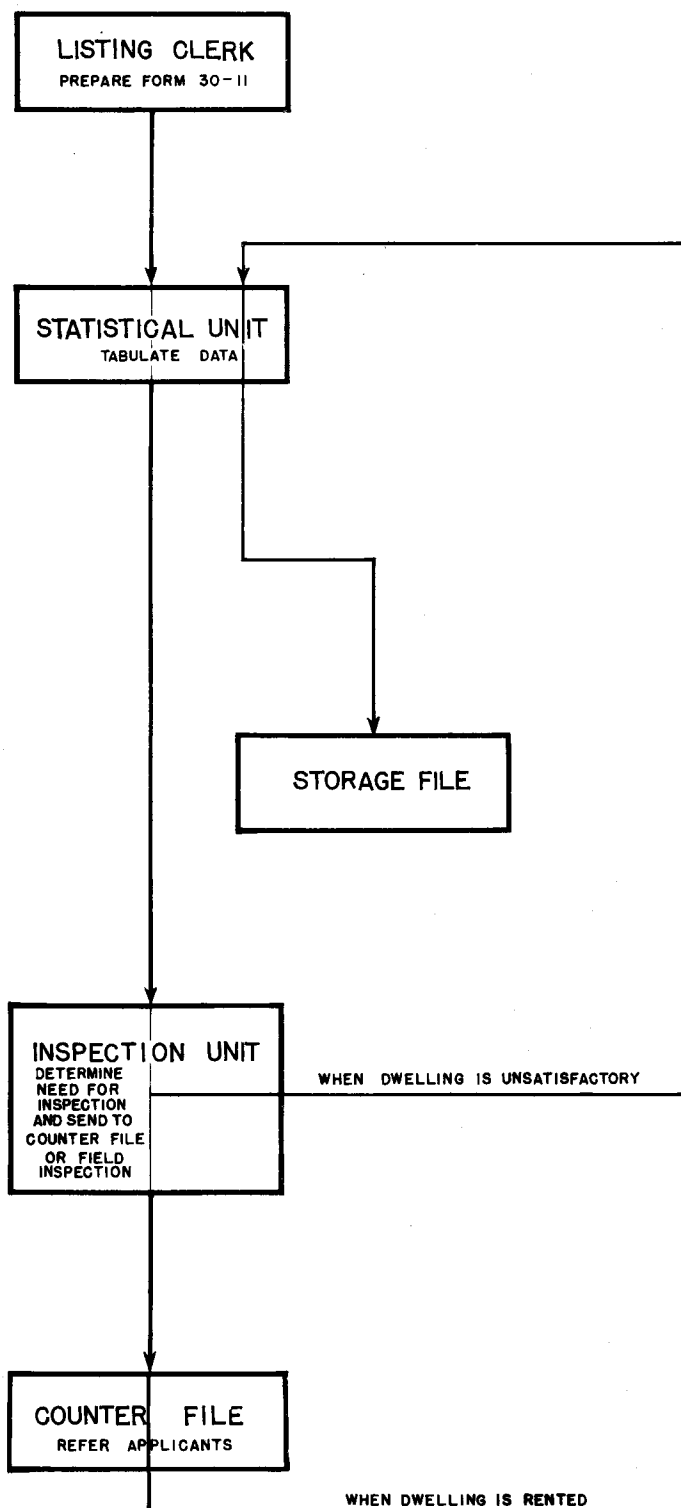 LISTING CLERK
PREPARE FORM 30-11
STATISTICAL UNIT
TABULATE DATA
STORAGE FILE
INSPECTION UNIT
DETERMINE
NEED FOR
INSPECTION
AND SEND TO
COUNTER FILE
OR FIELD
INSPECTION
WHEN DWELLING IS UNSATISFACTORY
COUNTER FILE
REFER APPLICANTS
WHEN DWELLING IS RENTED